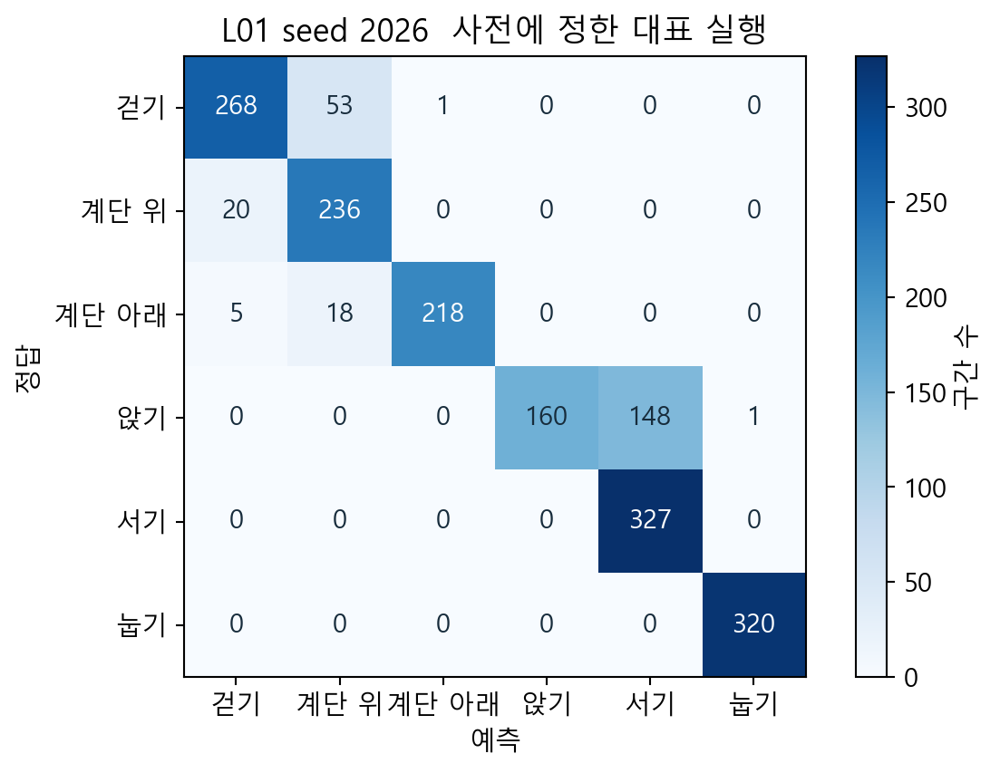 L01 seed 2026  사전에 정한 대표 실행
정답
걷기 268 53 1 0 0 0
계단 위 20 236 0 0 0 0
계단 아래 5 18 218 0 0 0
앉기 0 0 0 160 148 1
서기 0 0 0 0 327 0
눕기 0 0 0 0 0 320
걷기 계단 위 계단 아래 앉기 서기 눕기
예측
300
250
200
150
100
50
0
구간 수